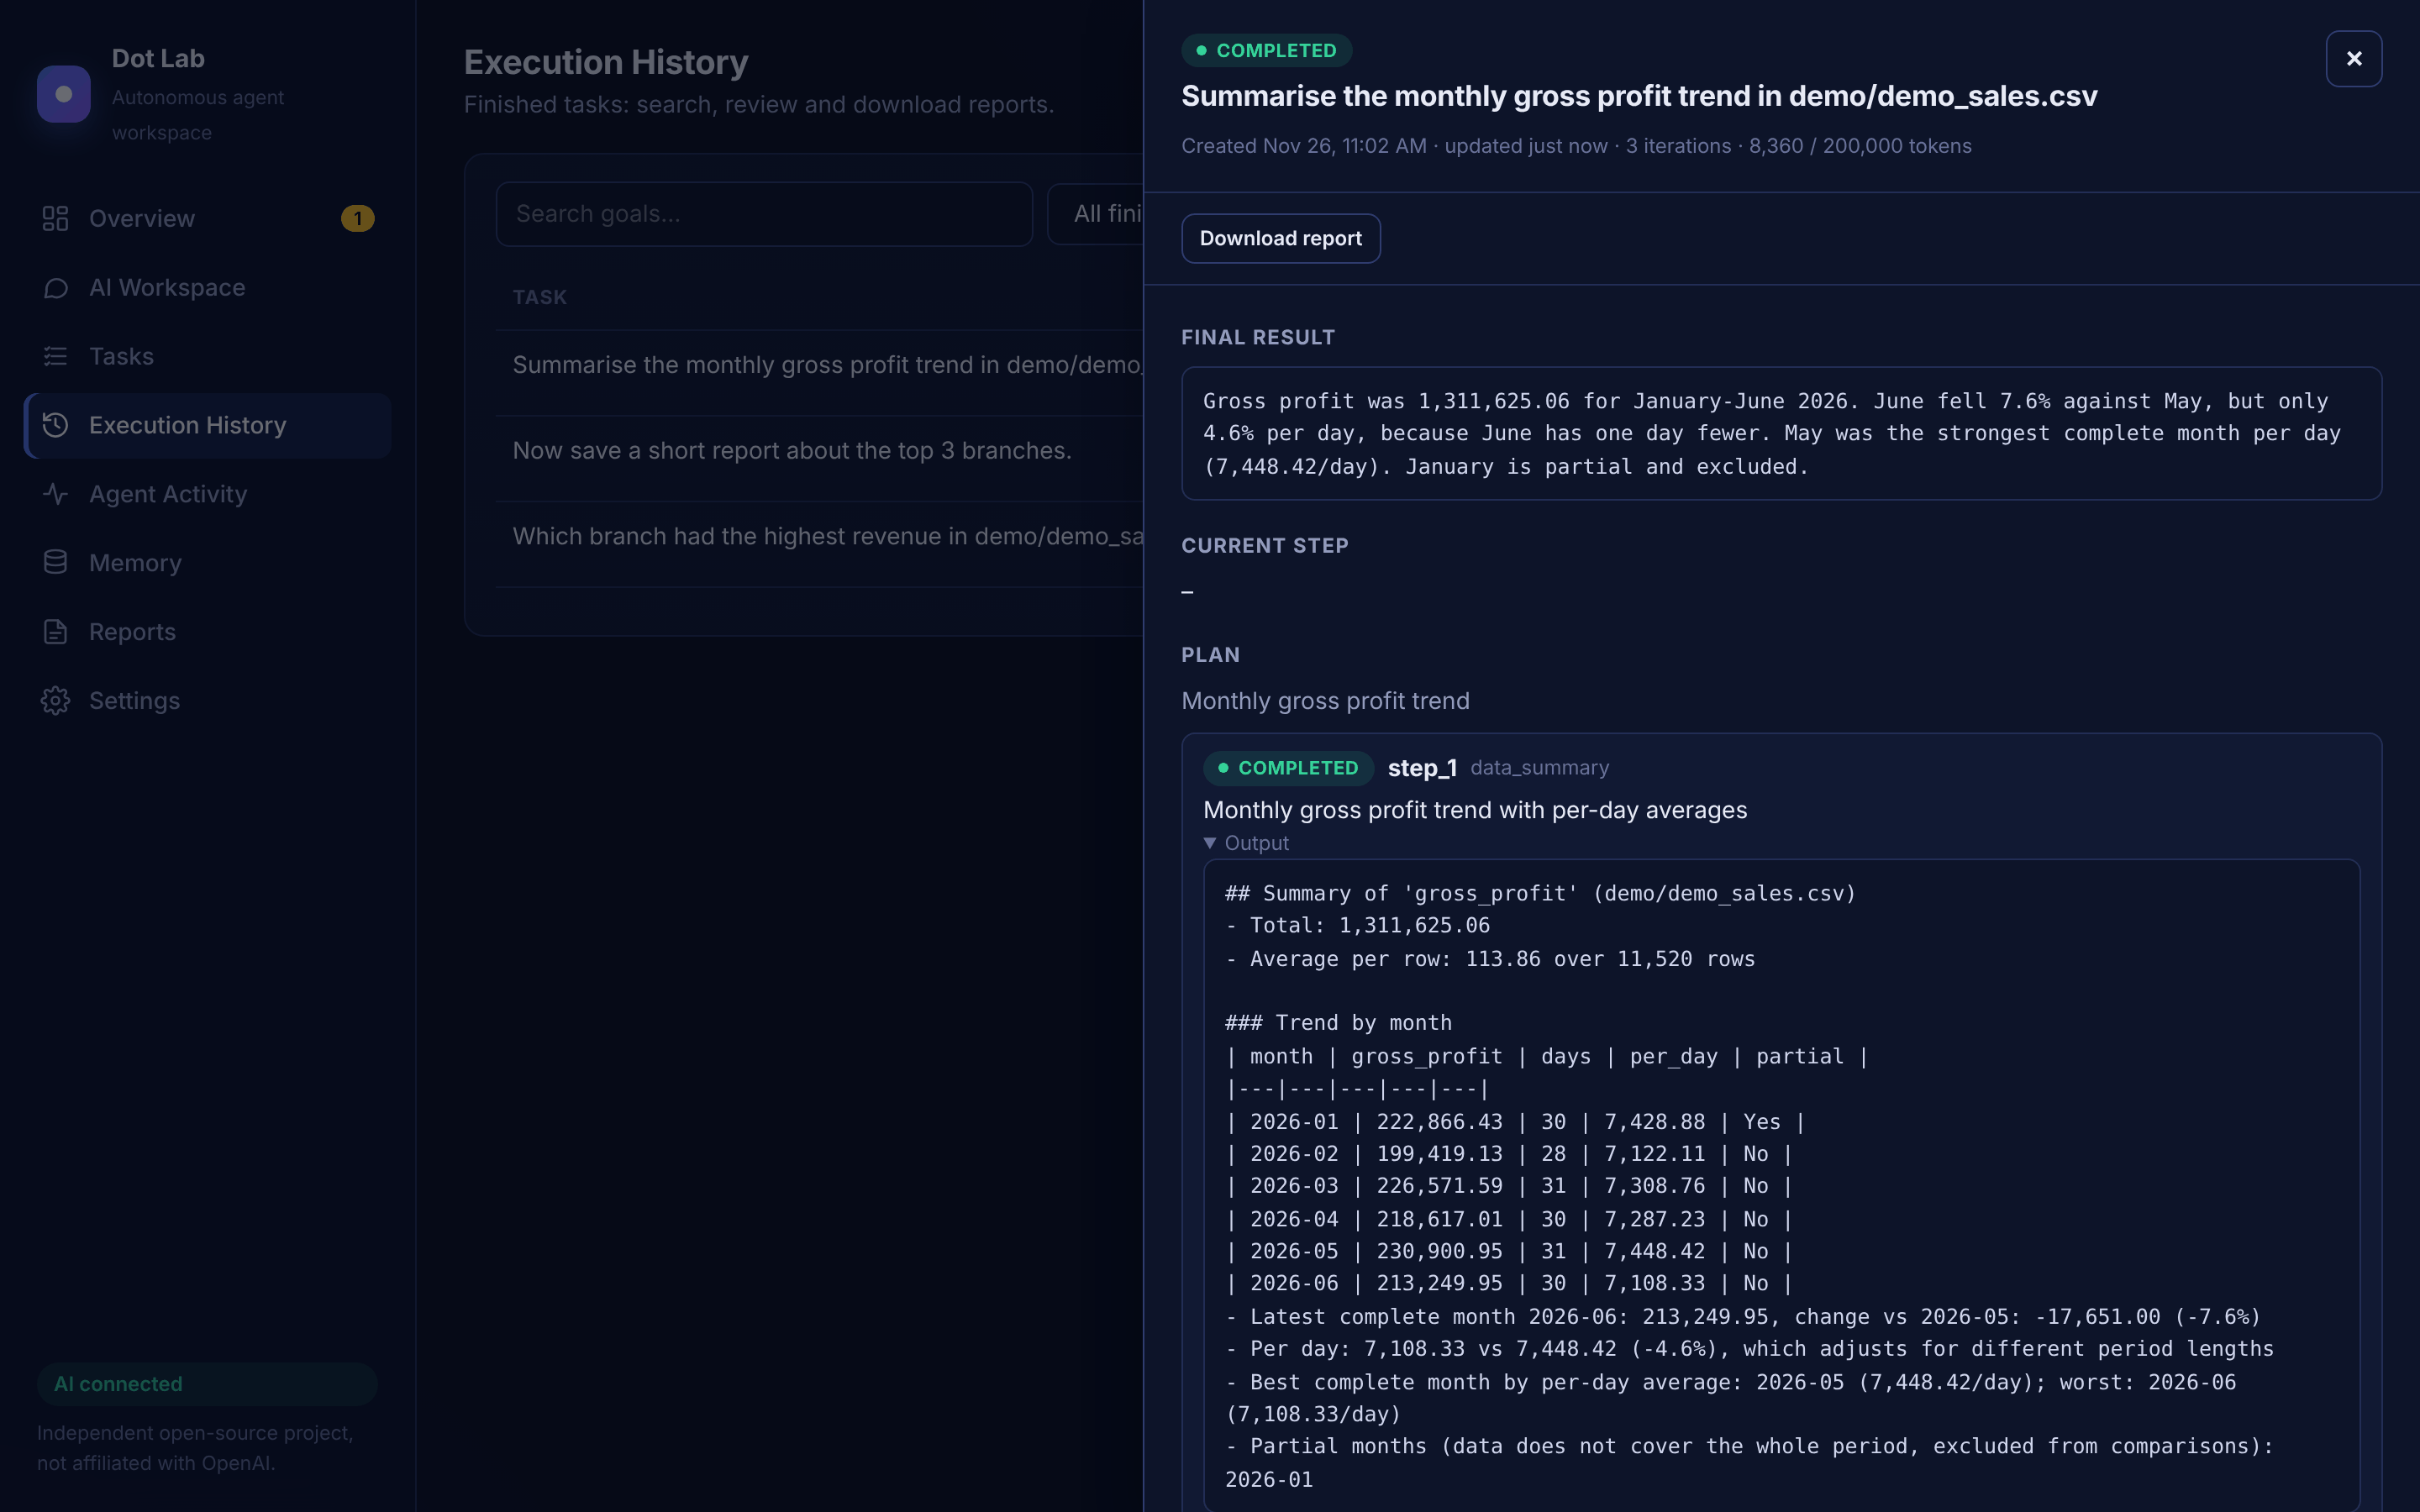 Dot Lab
Autonomous agent
workspace
Overview
1
AI Workspace
Tasks
Execution History
Agent Activity
Memory
Reports
Settings
AI connected
Independent open-source project,
not affiliated with OpenAI.
Execution History
Finished tasks: search, review and download reports.
Search goals...
All fini
TASK
Summarise the monthly gross profit trend in demo/demo_
Now save a short report about the top 3 branches.
Which branch had the highest revenue in demo/demo_sa
COMPLETED
×
Summarise the monthly gross profit trend in demo/demo_sales.csv
Created Nov 26, 11:02 AM · updated just now · 3 iterations · 8,360 / 200,000 tokens
Download report
FINAL RESULT
Gross profit was 1,311,625.06 for January-June 2026. June fell 7.6% against May, but only
4.6% per day, because June has one day fewer. May was the strongest complete month per day
(7,448.42/day). January is partial and excluded.
CURRENT STEP
–
PLAN
Monthly gross profit trend
COMPLETED step_1 data_summary
Monthly gross profit trend with per-day averages
▼ Output
## Summary of 'gross_profit' (demo/demo_sales.csv)
- Total: 1,311,625.06
- Average per row: 113.86 over 11,520 rows
### Trend by month
| month | gross_profit | days | per_day | partial |
|---|---|---|---|---|
| 2026-01 | 222,866.43 | 30 | 7,428.88 | Yes |
| 2026-02 | 199,419.13 | 28 | 7,122.11 | No |
| 2026-03 | 226,571.59 | 31 | 7,308.76 | No |
| 2026-04 | 218,617.01 | 30 | 7,287.23 | No |
| 2026-05 | 230,900.95 | 31 | 7,448.42 | No |
| 2026-06 | 213,249.95 | 30 | 7,108.33 | No |
- Latest complete month 2026-06: 213,249.95, change vs 2026-05: -17,651.00 (-7.6%)
- Per day: 7,108.33 vs 7,448.42 (-4.6%), which adjusts for different period lengths
- Best complete month by per-day average: 2026-05 (7,448.42/day); worst: 2026-06
(7,108.33/day)
- Partial months (data does not cover the whole period, excluded from comparisons):
2026-01